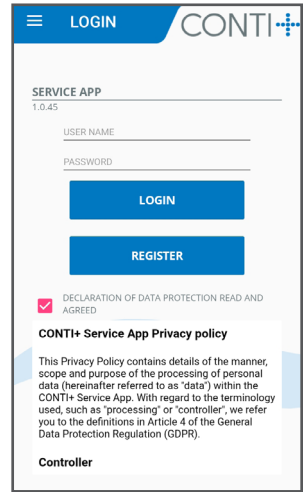 LOGIN
CONTI+
SERVICE APP
1.0.45
USER NAME
PASSWORD
LOGIN
REGISTER
DECLARATION OF DATA PROTECTION READ AND
AGREED
CONTI+ Service App Privacy policy
This Privacy Policy contains details of the manner,
scope and purpose of the processing of personal
data (hereinafter referred to as "data") within the
CONTI+ Service App. With regard to the terminology
used, such as "processing" or "controller", we refer
you to the definitions in Article 4 of the General
Data Protection Regulation (GDPR).
Controller